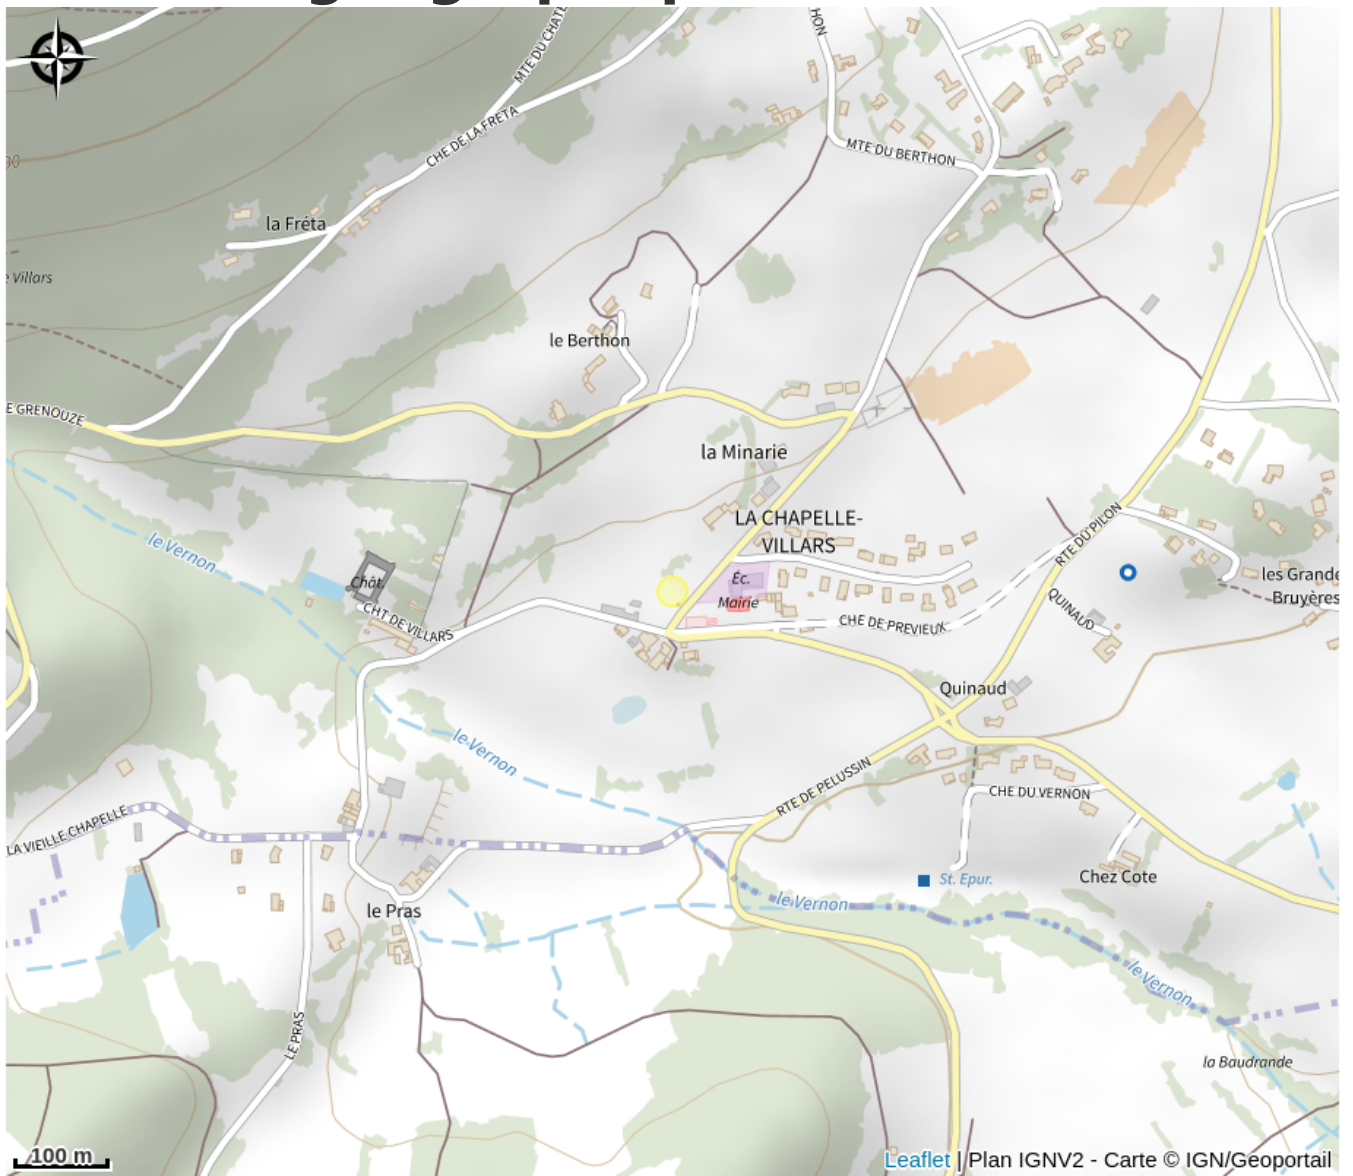 MTE DU CHAT
HON
CHE DE LA FRETA
MTE DU BERTHON
la Fréta
e Villars
le Berthon
E GRENOUZE
la Minarie
LA CHAPELLE-
VILLARS
RTE DU PILON
le Vernon
Chât.
Éc.
Mairie
les Grande
Bruyères
CHT DE VILLARS
CHE DE PREVIEUX
QUINAUD
Quinaud
le Vernon
RTE DE PELUSSIN
CHE DU VERNON
LA VIEILLE CHAPELLE
Chez Cote
St. Epur.
le Vernon
le Pras
le Vernon
LE PRAS
la Baudrande
100 m
Leaflet | Plan IGNV2 - Carte © IGN/Geoportail